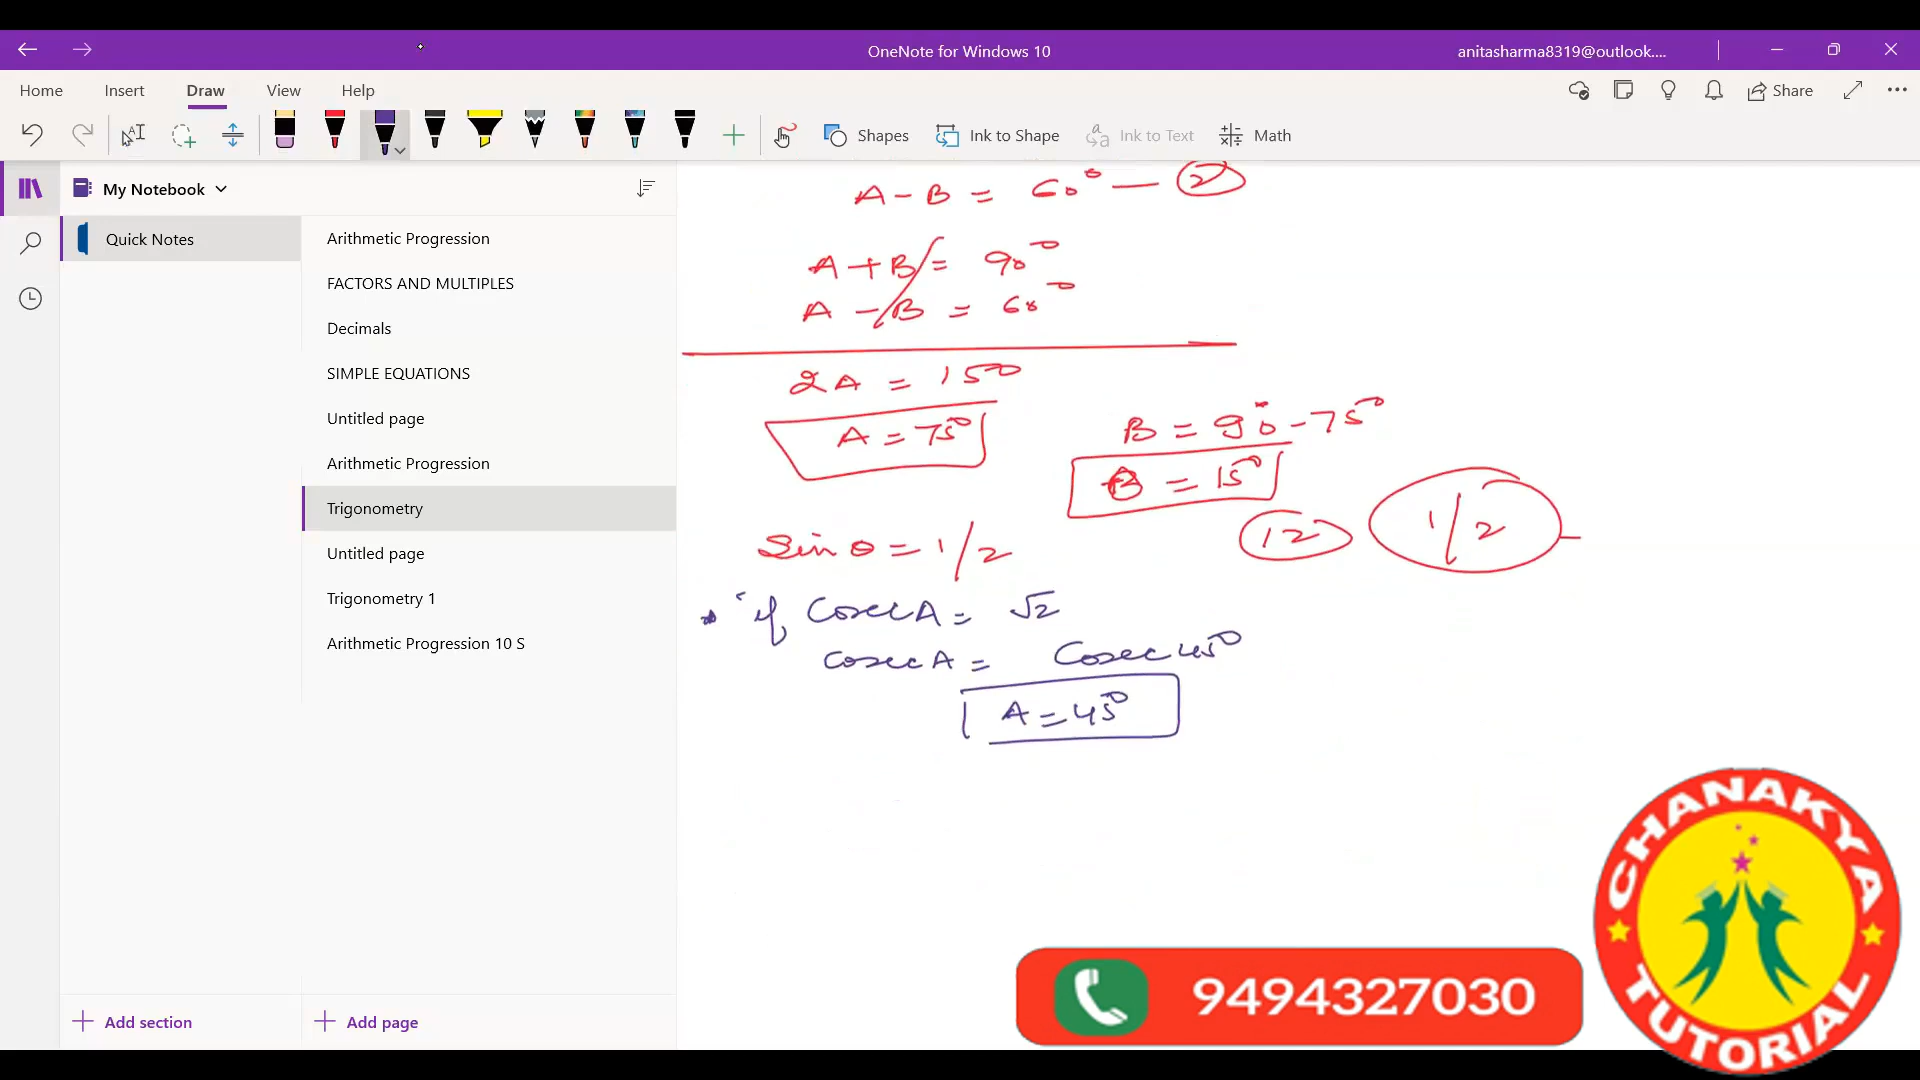 OneNote for Windows 10
anitasharma8319@outlook....
Home Insert Draw View Help
Share
Shapes Ink to Shape Ink to Text Math
My Notebook
Quick Notes
Arithmetic Progression
FACTORS AND MULTIPLES
Decimals
SIMPLE EQUATIONS
Untitled page
Arithmetic Progression
Trigonometry
Untitled page
Trigonometry 1
Arithmetic Progression 10 S
Add section
Add page
A - B = 60° — 2
A + B = 90°
A - B = 60°
2A = 150
A = 75°
B = 90° - 75°
B = 15°
12
1/2
Sin θ = 1/2
* if CosecA = √2
cosecA = Cosec 45°
A = 45°
9494327030
CHANAKYA
TUTORIAL